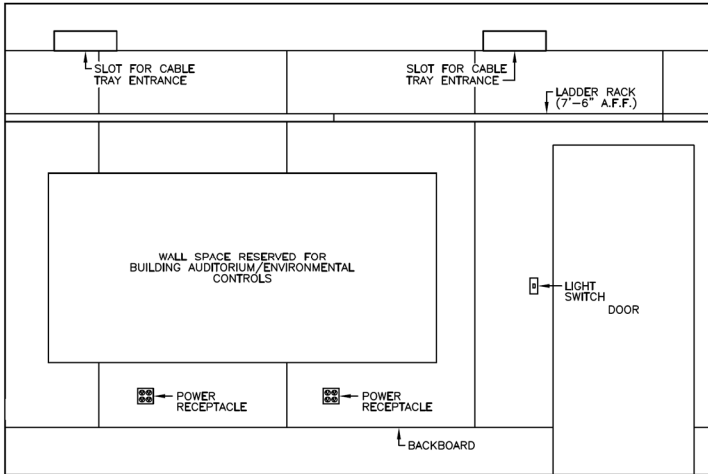 SLOT FOR CABLE
TRAY ENTRANCE
SLOT FOR CABLE
TRAY ENTRANCE
LADDER RACK
(7'-6" A.F.F.)
WALL SPACE RESERVED FOR
BUILDING AUDITORIUM/ENVIRONMENTAL
CONTROLS
LIGHT
SWITCH
DOOR
POWER
RECEPTACLE
POWER
RECEPTACLE
BACKBOARD